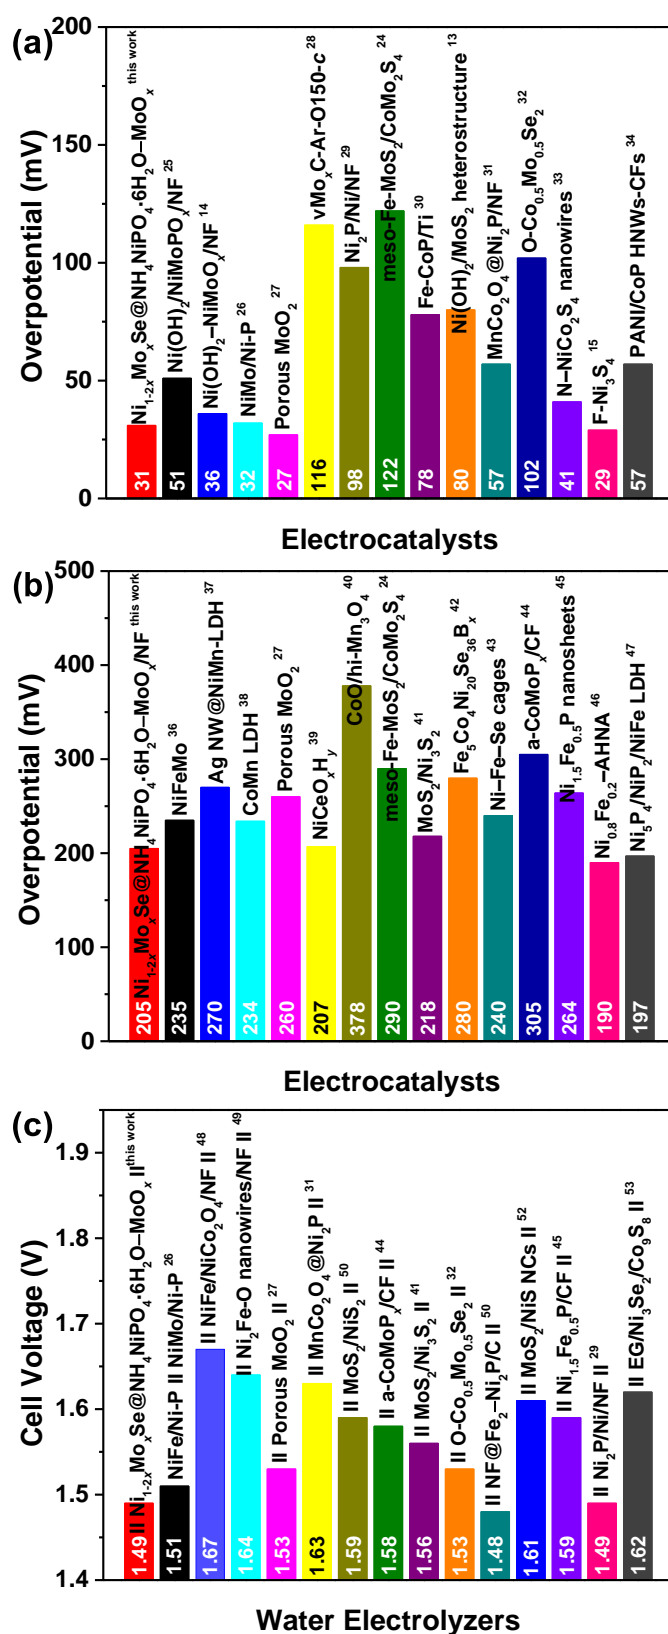 (a)
Overpotential (mV)
200
150
100
50
0
Ni₁₋₂ₓMoₓSe@NH₄NiPO₄·6H₂O–MoOₓ this work
Ni(OH)₂/NiMoPOₓ/NF 25
Ni(OH)₂–NiMoOₓ/NF 14
NiMo/Ni-P 26
Porous MoO₂ 27
vMoₓC-Ar-O150-c 28
Ni₂P/Ni/NF 29
meso-Fe-MoS₂/CoMo₂S₄ 24
Fe-CoP/Ti 30
Ni(OH)₂/MoS₂ heterostructure 13
MnCo₂O₄@Ni₂P/NF 31
O-Co₀.₅Mo₀.₅Se₂ 32
N–NiCo₂S₄ nanowires 33
F-Ni₃S₄ 15
PANI/CoP HNWs-CFs 34
31 51 36 32 27 116 98 122 78 80 57 102 41 29 57
Electrocatalysts
(b)
Overpotential (mV)
500
400
300
200
100
0
Ni₁₋₂ₓMoₓSe@NH₄NiPO₄·6H₂O–MoOₓ/NF this work
NiFeMo 36
Ag NW@NiMn-LDH 37
CoMn LDH 38
Porous MoO₂ 27
NiCeOₓHᵧ 39
CoO/hi-Mn₃O₄ 40
meso-Fe-MoS₂/CoMo₂S₄ 24
MoS₂/Ni₃S₂ 41
Fe₅Co₄Ni₂₀Se₃₆Bₓ 42
Ni–Fe–Se cages 43
a-CoMoPₓ/CF 44
Ni₁.₅Fe₀.₅P nanosheets 45
Ni₀.₈Fe₀.₂–AHNA 46
Ni₅P₄/NiP₂/NiFe LDH 47
205 235 270 234 260 207 378 290 218 280 240 305 264 190 197
Electrocatalysts
(c)
Cell Voltage (V)
1.9
1.8
1.7
1.6
1.5
1.4
II Ni₁₋₂ₓMoₓSe@NH₄NiPO₄·6H₂O–MoOₓ II this work
NiFe/Ni-P II NiMo/Ni-P 26
II NiFe/NiCo₂O₄/NF II 48
II Ni₂Fe-O nanowires/NF II 49
II Porous MoO₂ II 27
II MnCo₂O₄@Ni₂P II 31
II MoS₂/NiS₂ II 50
II a-CoMoPₓ/CF II 44
II MoS₂/Ni₃S₂ II 41
II O-Co₀.₅Mo₀.₅Se₂ II 32
II NF@Fe₂–Ni₂P/C II 50
II MoS₂/NiS NCs II 52
II Ni₁.₅Fe₀.₅P/CF II 45
II Ni₂P/Ni/NF II 29
II EG/Ni₃Se₂/Co₉S₈ II 53
1.49 1.51 1.67 1.64 1.53 1.63 1.59 1.58 1.56 1.53 1.48 1.61 1.59 1.49 1.62
Water Electrolyzers